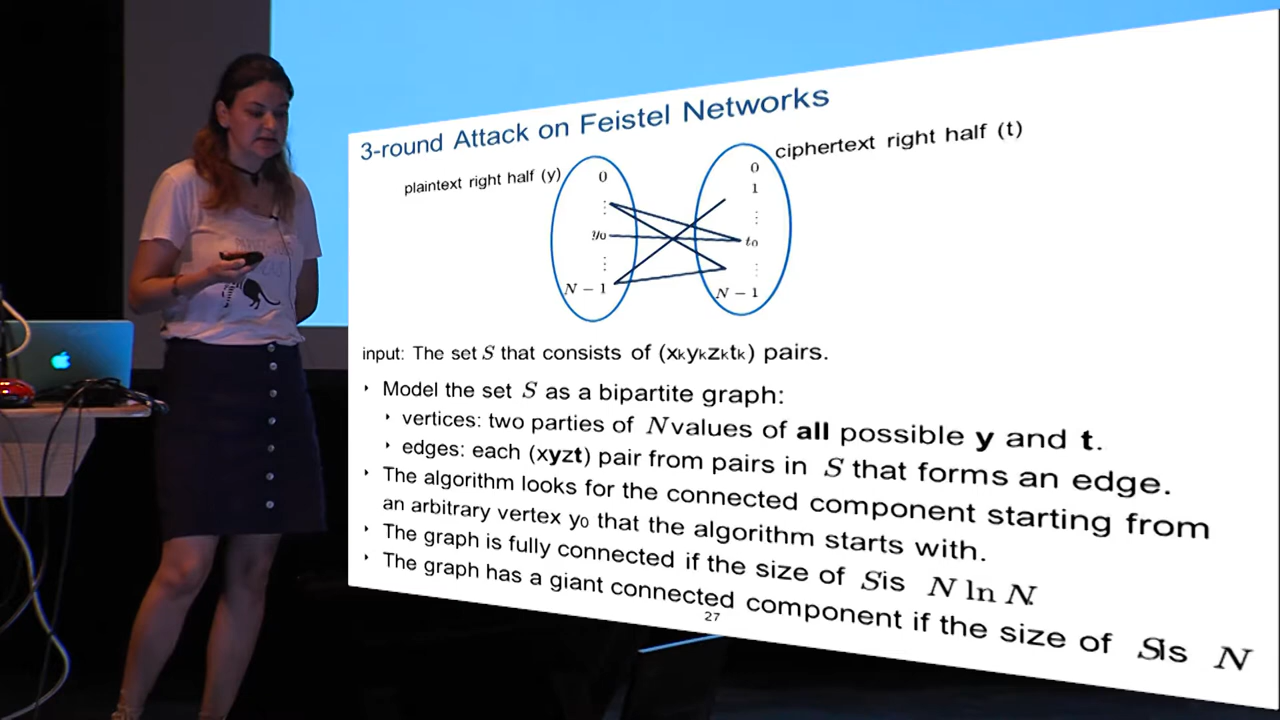 3-round Attack on Feistel Networks
plaintext right half (y)
ciphertext right half (t)
0
⋮
y₀
⋮
N − 1
0
1
⋮
t₀
⋮
N − 1
input: The set S that consists of (xₖyₖzₖtₖ) pairs.
‣ Model the set S as a bipartite graph:
‣ vertices: two parties of N values of all possible y and t.
‣ edges: each (xyzt) pair from pairs in S that forms an edge.
‣ The algorithm looks for the connected component starting from
an arbitrary vertex y₀ that the algorithm starts with.
‣ The graph is fully connected if the size of S is N ln N.
‣ The graph has a giant connected component if the size of S is N
27